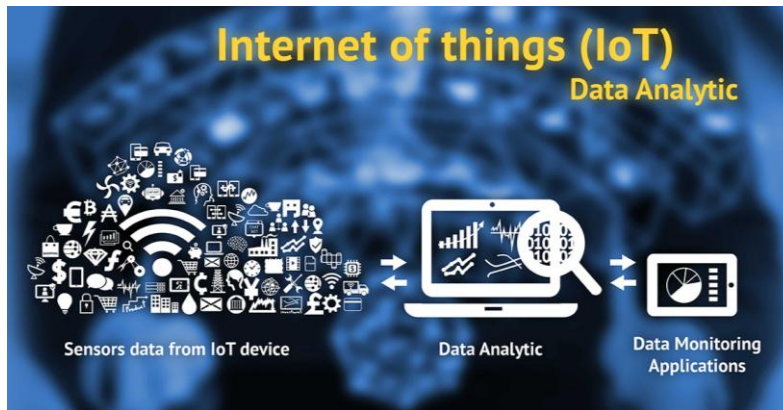 Internet of things (IoT)
Data Analytic
Sensors data from IoT device
Data Analytic
Data Monitoring
Applications